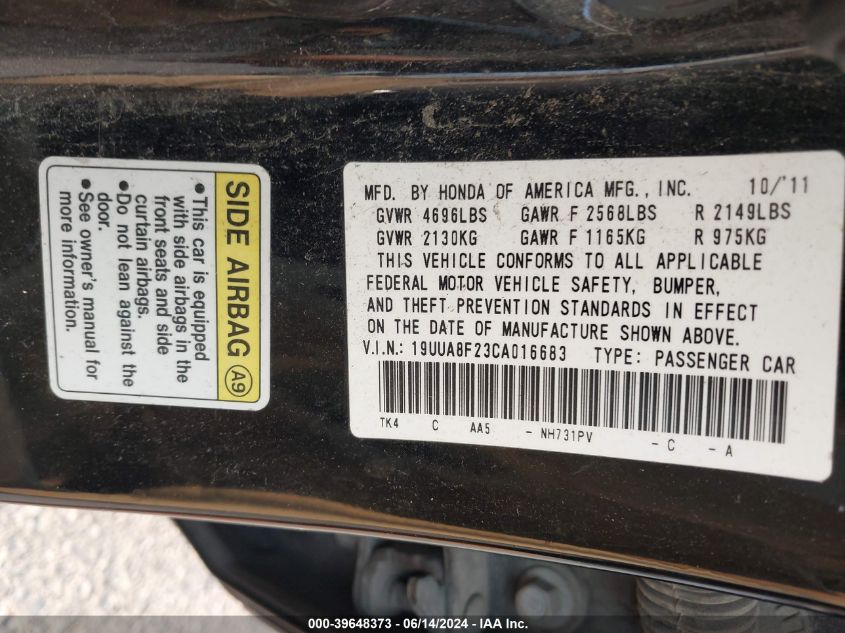 SIDE AIRBAG A9
•This car is equipped
with side airbags in the
front seats and side
curtain airbags.
•Do not lean against the
door.
•See owner's manual for
more information.
MFD. BY HONDA OF AMERICA MFG., INC. 10/'11
GVWR 4696LBS GAWR F 2568LBS R 2149LBS
GVWR 2130KG GAWR F 1165KG R 975KG
THIS VEHICLE CONFORMS TO ALL APPLICABLE
FEDERAL MOTOR VEHICLE SAFETY, BUMPER,
AND THEFT PREVENTION STANDARDS IN EFFECT
ON THE DATE OF MANUFACTURE SHOWN ABOVE.
V.I.N.: 19UUA8F23CA016683 TYPE: PASSENGER CAR
TK4 C AA5 - NH731PV - C - A
000-39648373 - 06/14/2024 - IAA Inc.